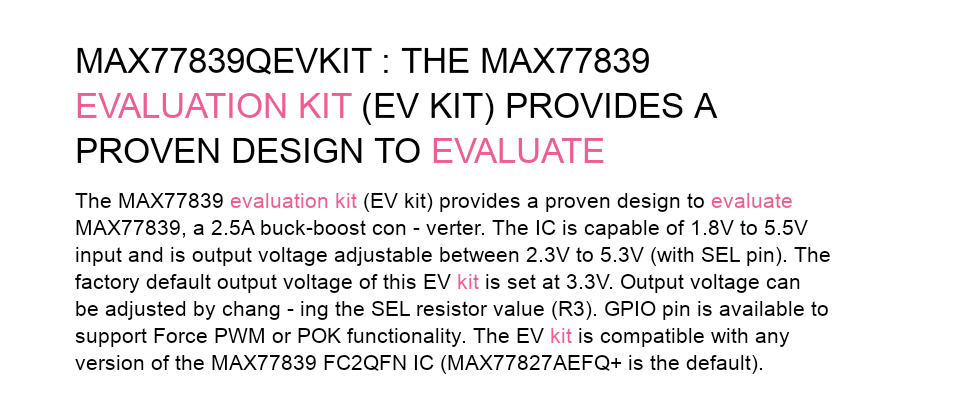 MAX77839QEVKIT : THE MAX77839
EVALUATION KIT (EV KIT) PROVIDES A
PROVEN DESIGN TO EVALUATE
The MAX77839 evaluation kit (EV kit) provides a proven design to evaluate
MAX77839, a 2.5A buck-boost con - verter. The IC is capable of 1.8V to 5.5V
input and is output voltage adjustable between 2.3V to 5.3V (with SEL pin). The
factory default output voltage of this EV kit is set at 3.3V. Output voltage can
be adjusted by chang - ing the SEL resistor value (R3). GPIO pin is available to
support Force PWM or POK functionality. The EV kit is compatible with any
version of the MAX77839 FC2QFN IC (MAX77827AEFQ+ is the default).